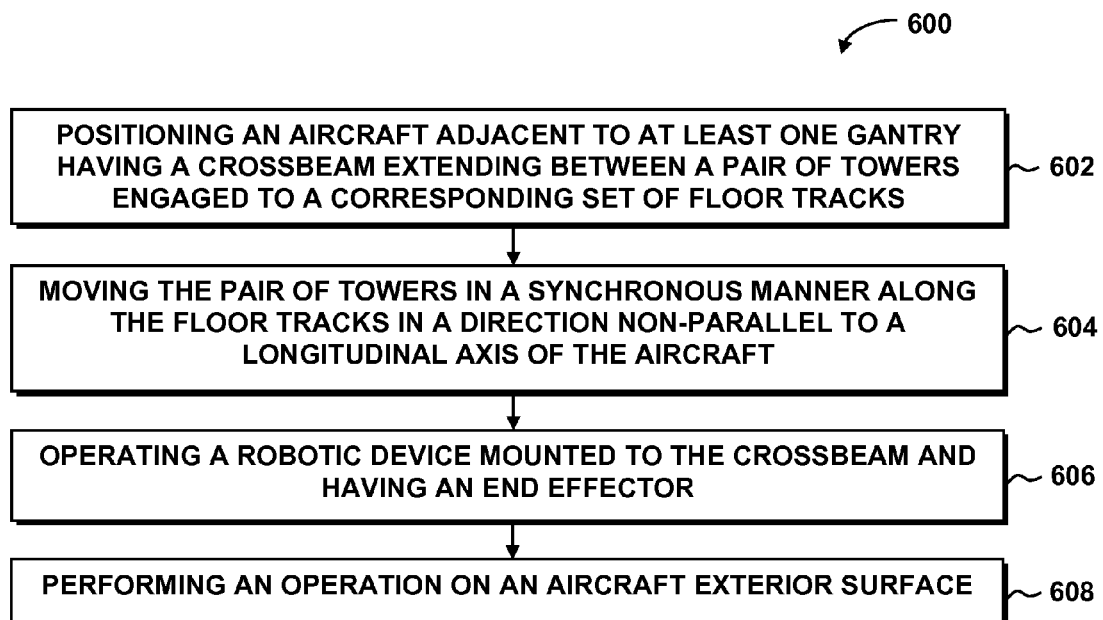 600
POSITIONING AN AIRCRAFT ADJACENT TO AT LEAST ONE GANTRY
HAVING A CROSSBEAM EXTENDING BETWEEN A PAIR OF TOWERS
ENGAGED TO A CORRESPONDING SET OF FLOOR TRACKS
602
MOVING THE PAIR OF TOWERS IN A SYNCHRONOUS MANNER ALONG
THE FLOOR TRACKS IN A DIRECTION NON-PARALLEL TO A
LONGITUDINAL AXIS OF THE AIRCRAFT
604
OPERATING A ROBOTIC DEVICE MOUNTED TO THE CROSSBEAM AND
HAVING AN END EFFECTOR
606
PERFORMING AN OPERATION ON AN AIRCRAFT EXTERIOR SURFACE
608